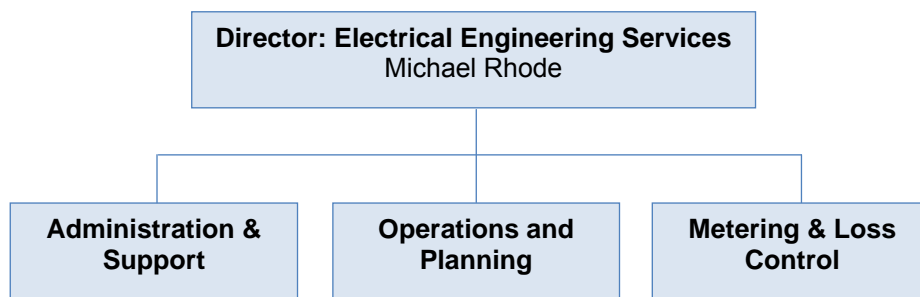 Director: Electrical Engineering Services
Michael Rhode
Administration &
Support
Operations and
Planning
Metering & Loss
Control